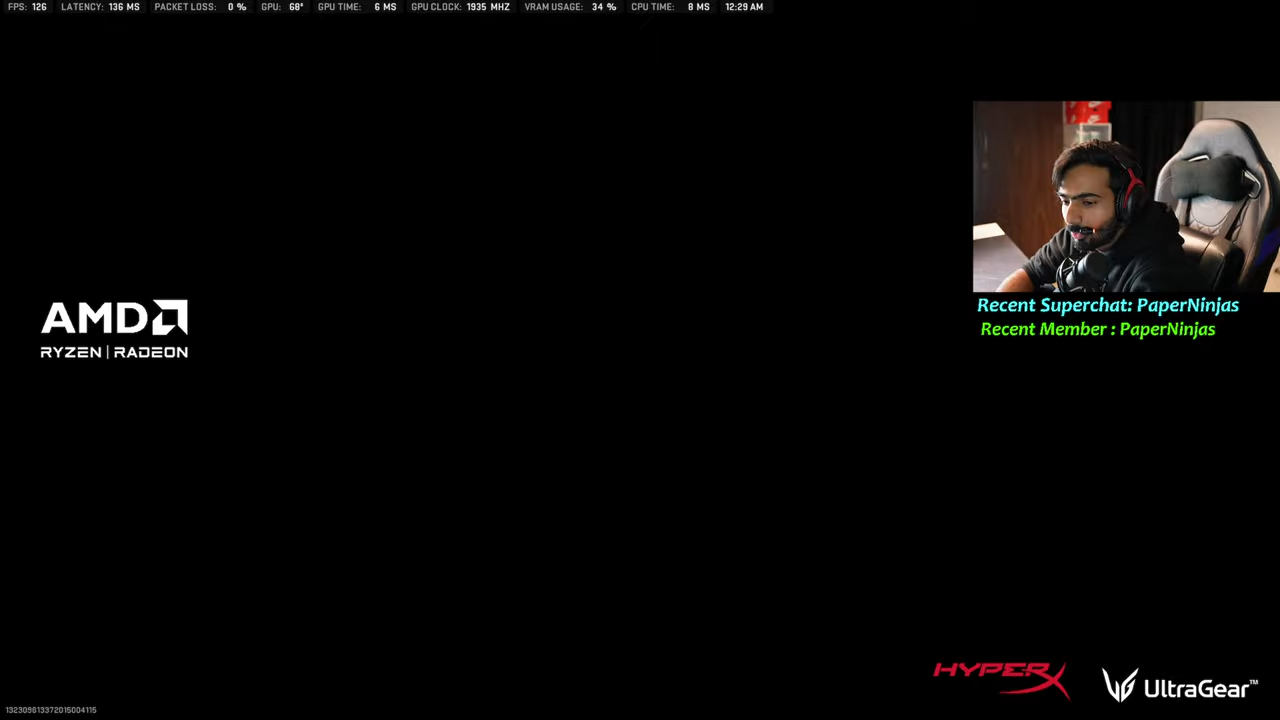 FPS: 126 LATENCY: 136 MS PACKET LOSS: 0 % GPU: 68° GPU TIME: 6 MS GPU CLOCK: 1935 MHZ VRAM USAGE: 34 % CPU TIME: 8 MS 12:29 AM
Recent Superchat: PaperNinjas
Recent Member : PaperNinjas
AMD
RYZEN | RADEON
HYPERX
UltraGear™
132309613372015004115